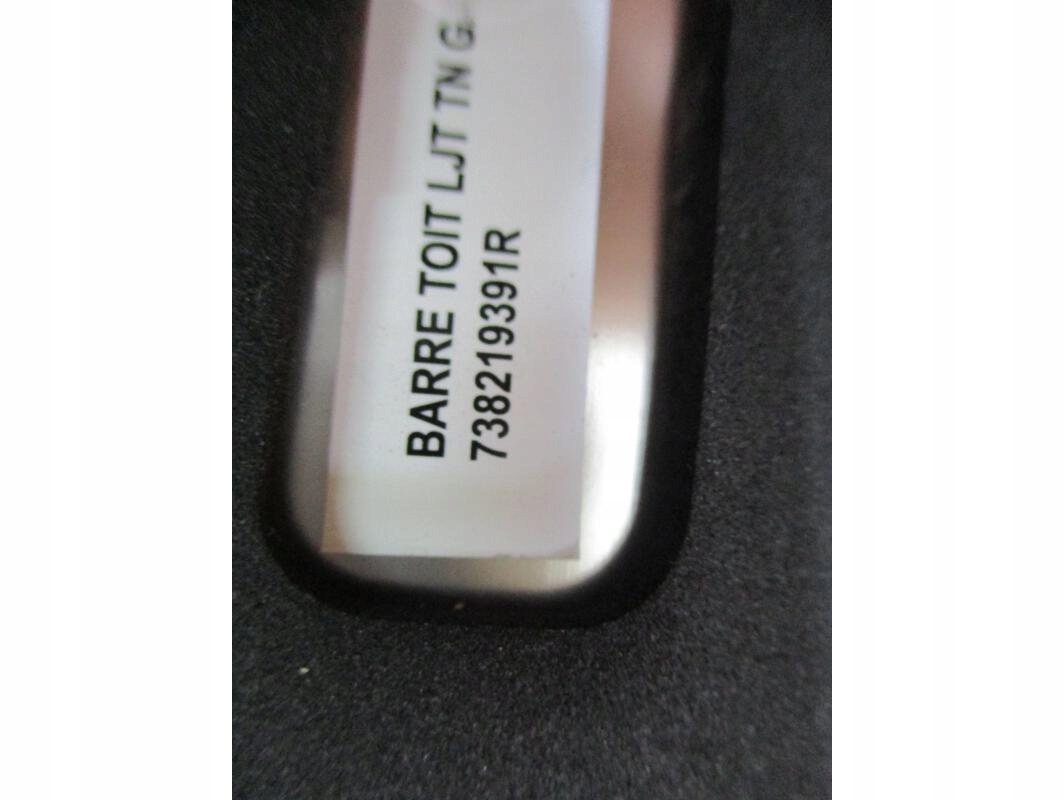 BARRE TOIT LJT TN G.
738219391R